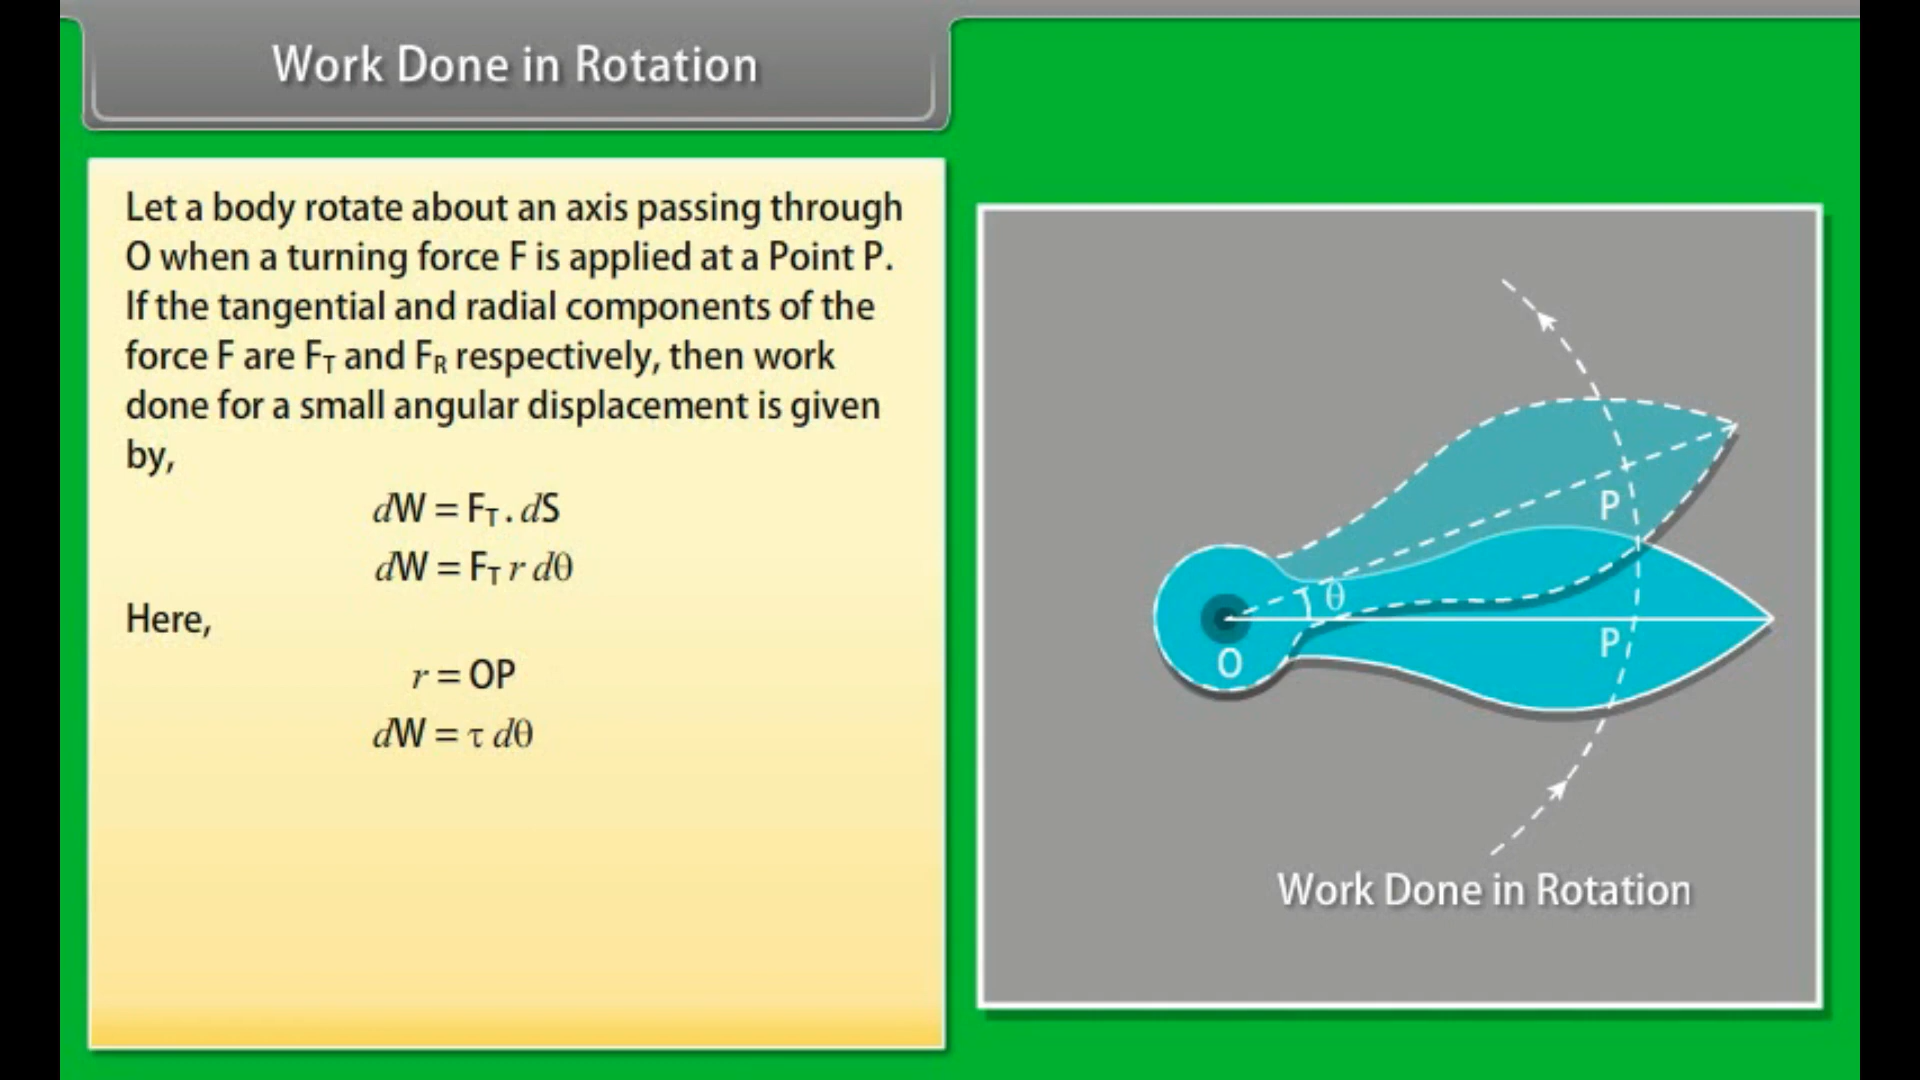 Work Done in Rotation
Let a body rotate about an axis passing through
O when a turning force F is applied at a Point P.
If the tangential and radial components of the
force F are F_T and F_R respectively, then work
done for a small angular displacement is given
by,
dW = F_T . dS
dW = F_T r dθ
Here,
r = OP
dW = τ dθ
P
θ
P
O
Work Done in Rotation